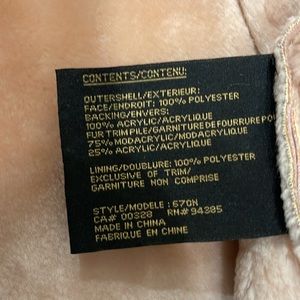 CONTENTS/CONTENU:
OUTERSHELL/EXTERIEUR:
FACE/ENDROIT: 100% POLYESTER
BACKING/ENVERS:
100% ACRYLIC/ACRYLIQUE
FUR TRIM PILE/GARNITURE DE FOURRURE
75% MODACRYLIC/MODACRYLIQUE
25% ACRYLIC/ACRYLIQUE
LINING/DOUBLURE: 100% POLYESTER
EXCLUSIVE OF TRIM/
GARNITURE NON COMPRISE
STYLE/MODELE: 670N
CA# 00328 RN# 94385
MADE IN CHINA
FABRIQUE EN CHINE